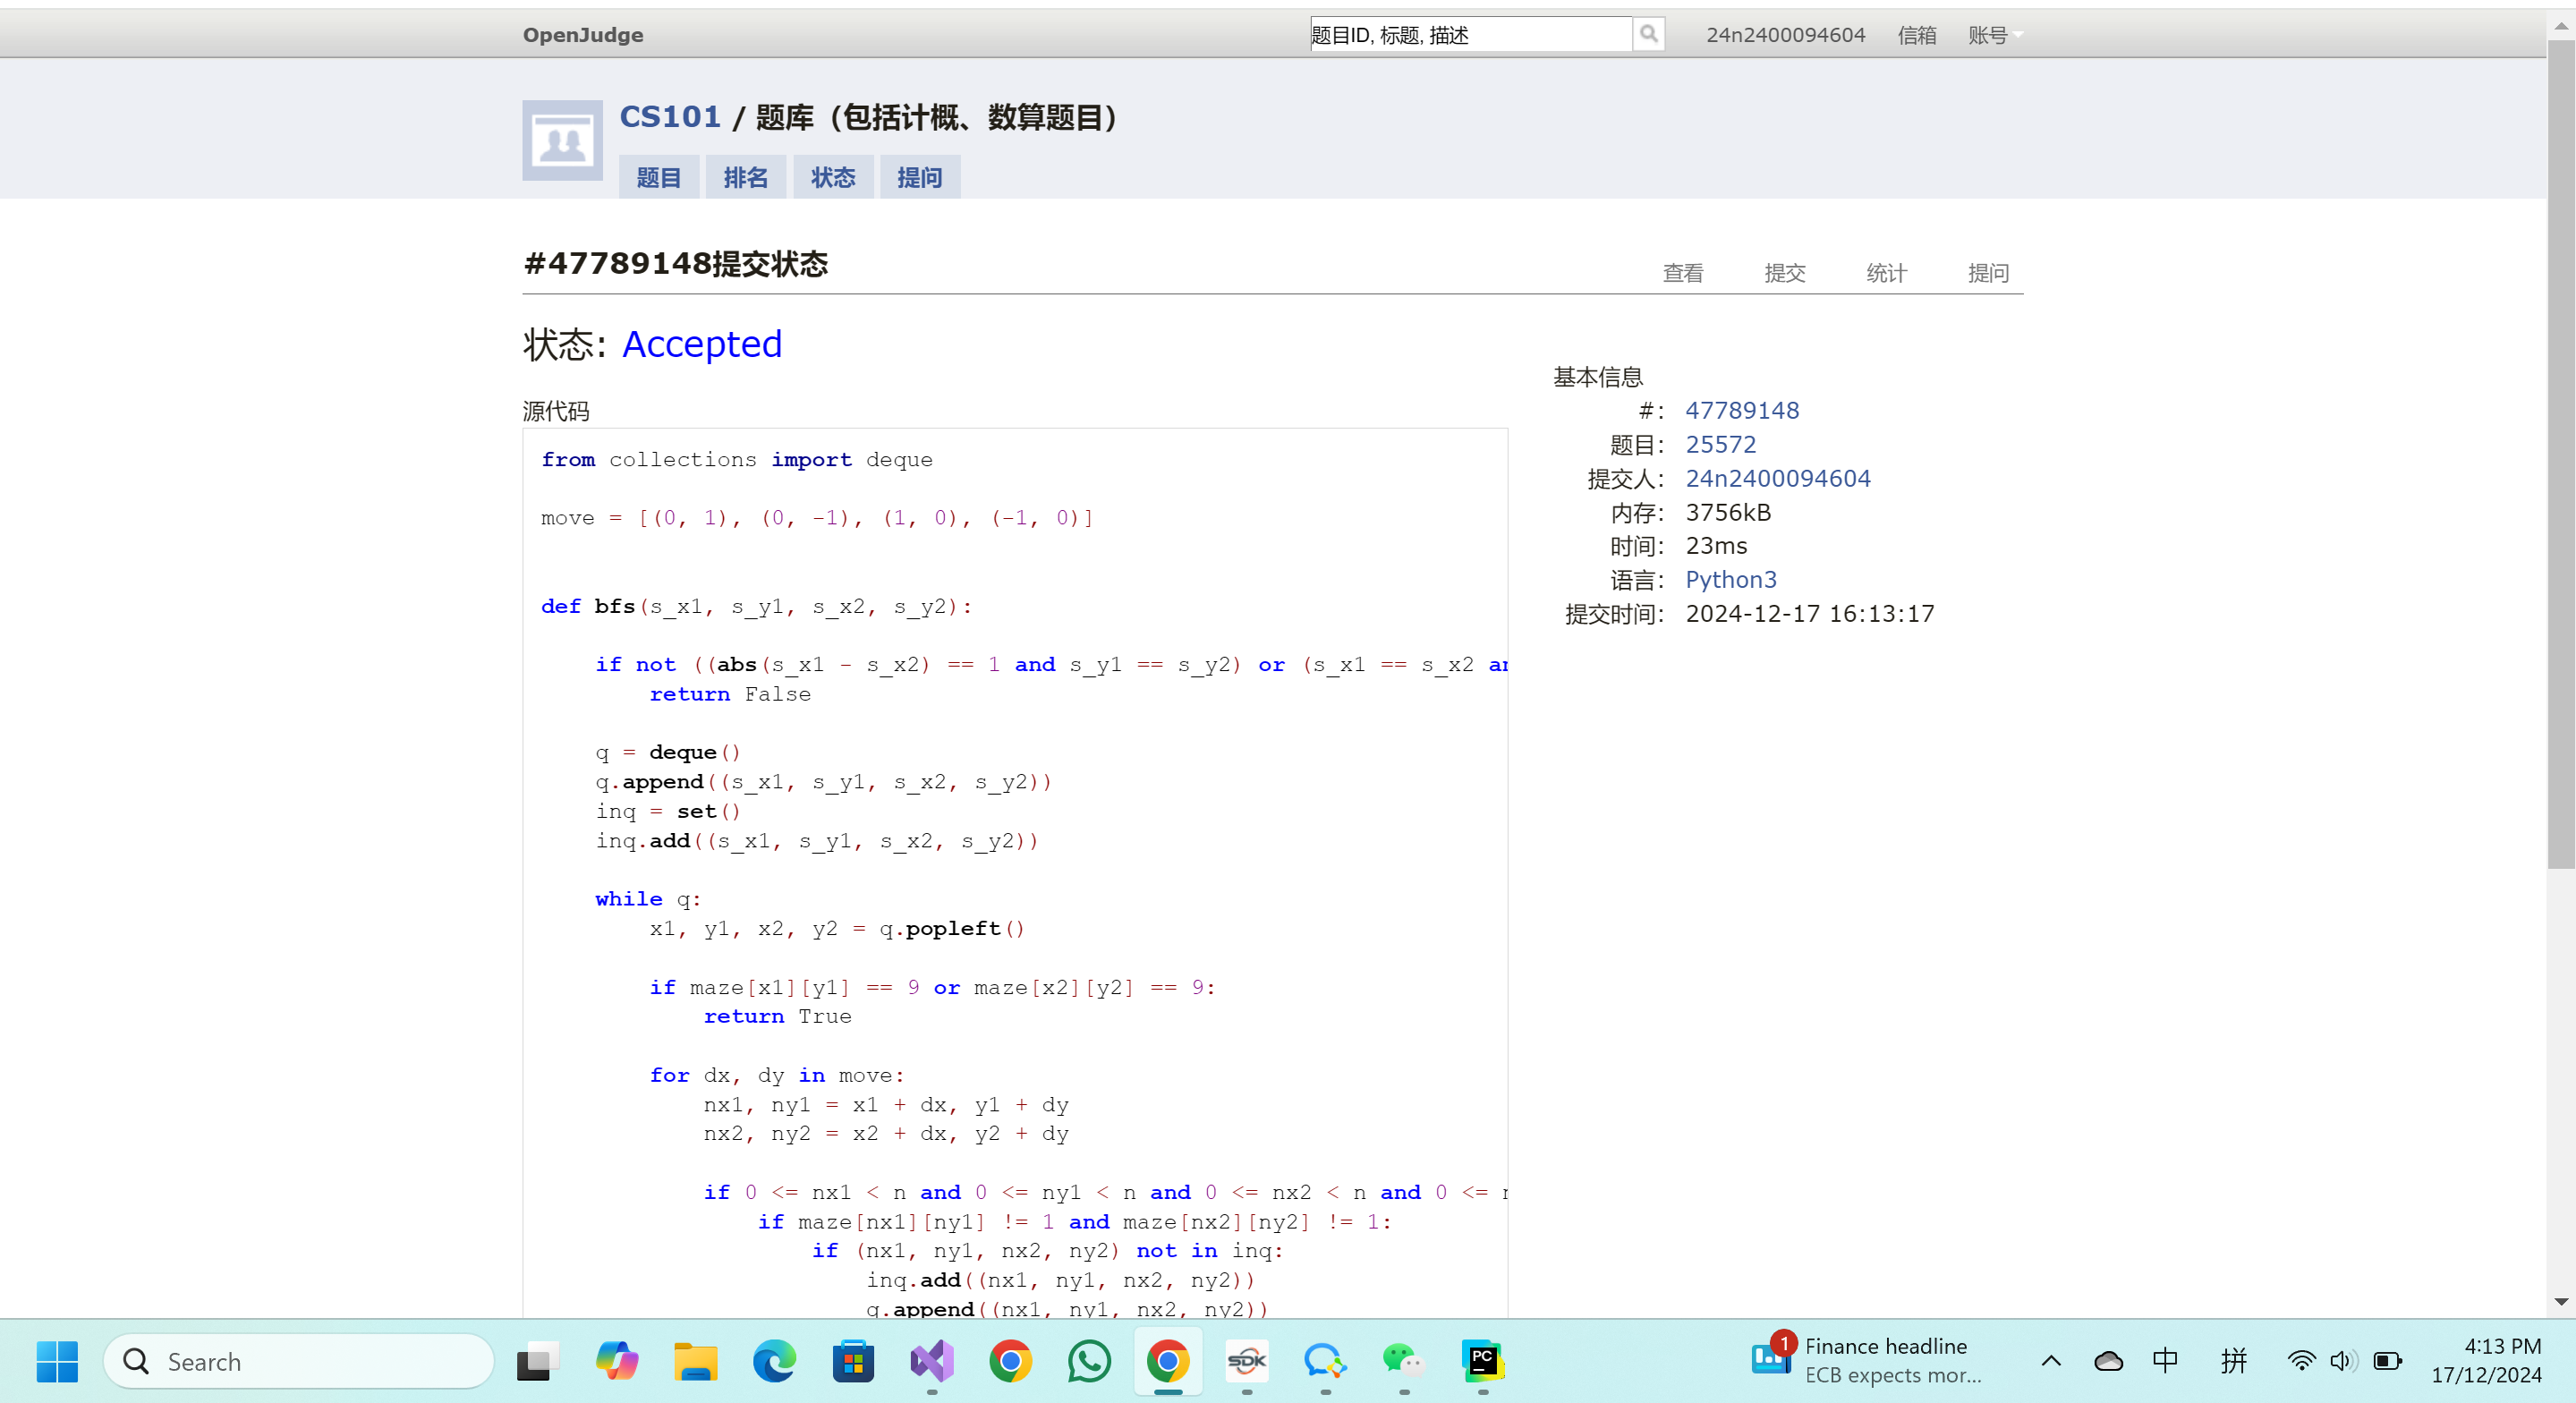 OpenJudge
题目ID, 标题, 描述
24n2400094604 信箱 账号
CS101 / 题库（包括计概、数算题目）
题目 排名 状态 提问
#47789148提交状态
查看 提交 统计 提问
状态: Accepted
源代码
from collections import deque
move = [(0, 1), (0, -1), (1, 0), (-1, 0)]
def bfs(s_x1, s_y1, s_x2, s_y2):
if not ((abs(s_x1 - s_x2) == 1 and s_y1 == s_y2) or (s_x1 == s_x2 an
return False
q = deque()
q.append((s_x1, s_y1, s_x2, s_y2))
inq = set()
inq.add((s_x1, s_y1, s_x2, s_y2))
while q:
x1, y1, x2, y2 = q.popleft()
if maze[x1][y1] == 9 or maze[x2][y2] == 9:
return True
for dx, dy in move:
nx1, ny1 = x1 + dx, y1 + dy
nx2, ny2 = x2 + dx, y2 + dy
if 0 <= nx1 < n and 0 <= ny1 < n and 0 <= nx2 < n and 0 <= n
if maze[nx1][ny1] != 1 and maze[nx2][ny2] != 1:
if (nx1, ny1, nx2, ny2) not in inq:
inq.add((nx1, ny1, nx2, ny2))
q.append((nx1, ny1, nx2, ny2))
基本信息
#: 47789148
题目: 25572
提交人: 24n2400094604
内存: 3756kB
时间: 23ms
语言: Python3
提交时间: 2024-12-17 16:13:17
Search
SDK
PC
1
Finance headline
ECB expects mor...
中
拼
4:13 PM
17/12/2024